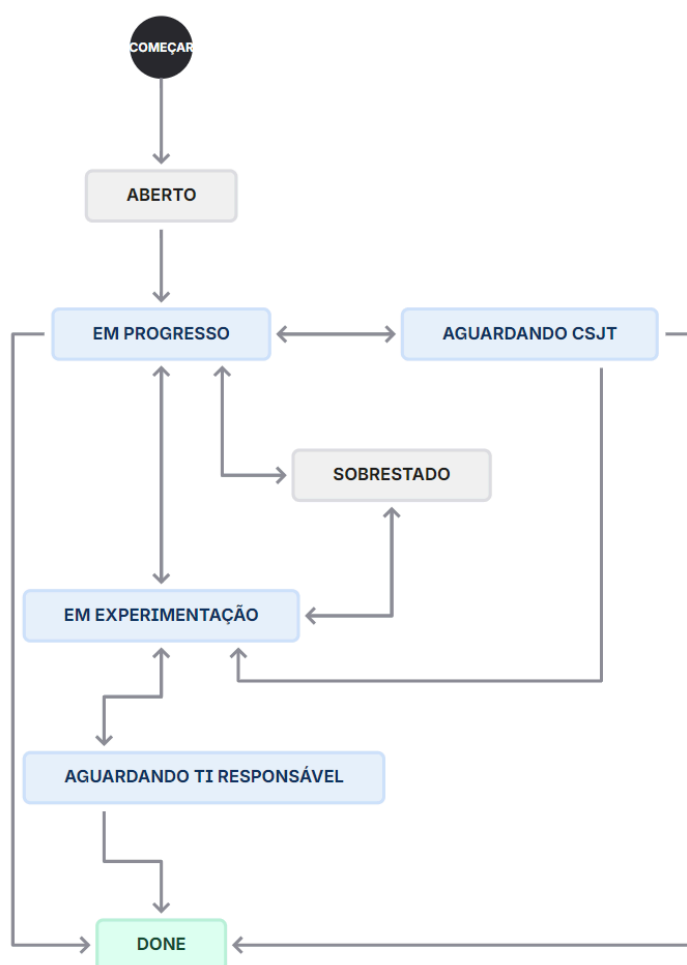 COMEÇAR
ABERTO
EM PROGRESSO
AGUARDANDO CSJT
SOBRESTADO
EM EXPERIMENTAÇÃO
AGUARDANDO TI RESPONSÁVEL
DONE